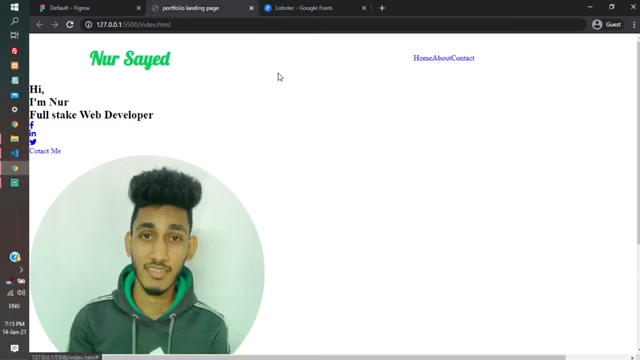 Default – Figma
portfolio landing page
Lobster - Google Fonts
127.0.0.1:5500/index.html
Guest
Nur Sayed
HomeAboutContact
Hi,
I'm Nur
Full stake Web Developer
Cotact Me
ENG
7:15 PM
14-Jan-21
127.0.0.1:5500/index.html#